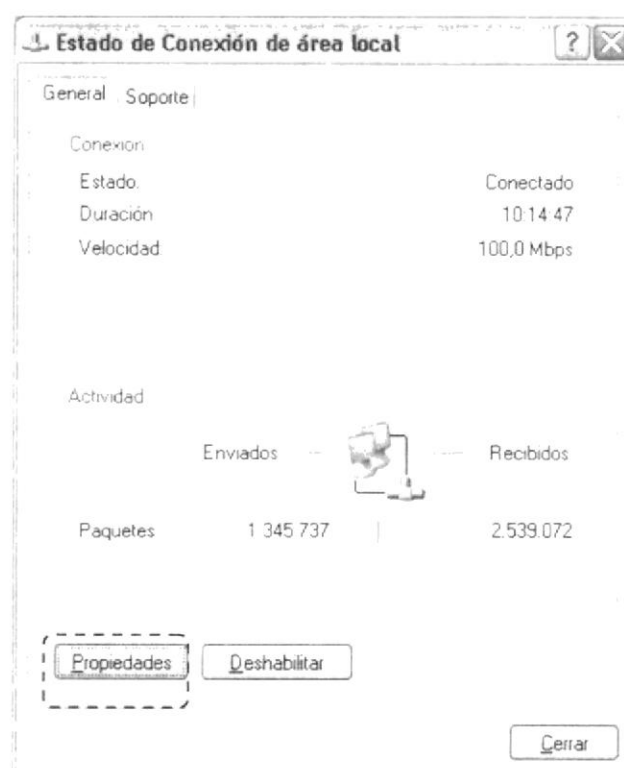 Estado de Conexión de área local
General Soporte
Conexion
Estado. Conectado
Duración 10:14:47
Velocidad 100,0 Mbps
Actividad
Enviados Recibidos
Paquetes 1 345 737 2.539.072
Propiedades Deshabilitar
Cerrar